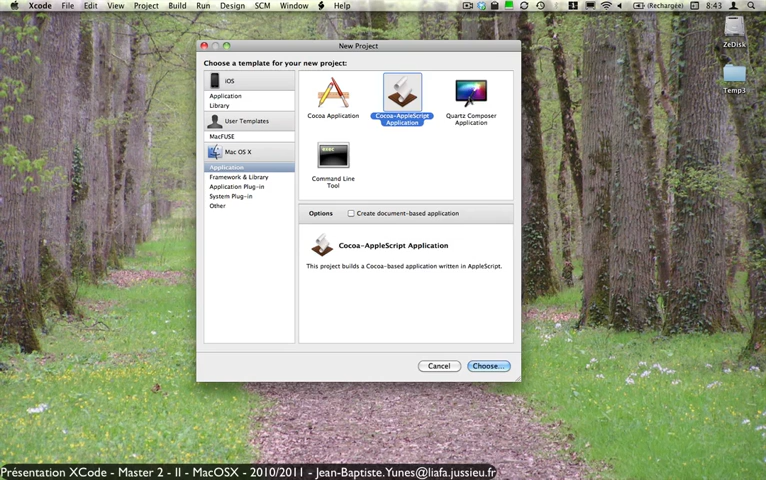 Xcode File Edit View Project Build Run Design SCM Window Help (Rechargée) 8:43
ZeDisk
Temp3
New Project
Choose a template for your new project:
iOS
Application
Library
User Templates
MacFUSE
Mac OS X
Application
Framework & Library
Application Plug-in
System Plug-in
Other
Cocoa Application
Cocoa-AppleScript
Application
Quartz Composer
Application
EXEC
Command Line
Tool
Options
Create document-based application
Cocoa-AppleScript Application
This project builds a Cocoa-based application written in AppleScript.
Cancel
Choose...
Présentation XCode - Master 2 - II - MacOSX - 2010/2011 - Jean-Baptiste.Yunes@liafa.jussieu.fr